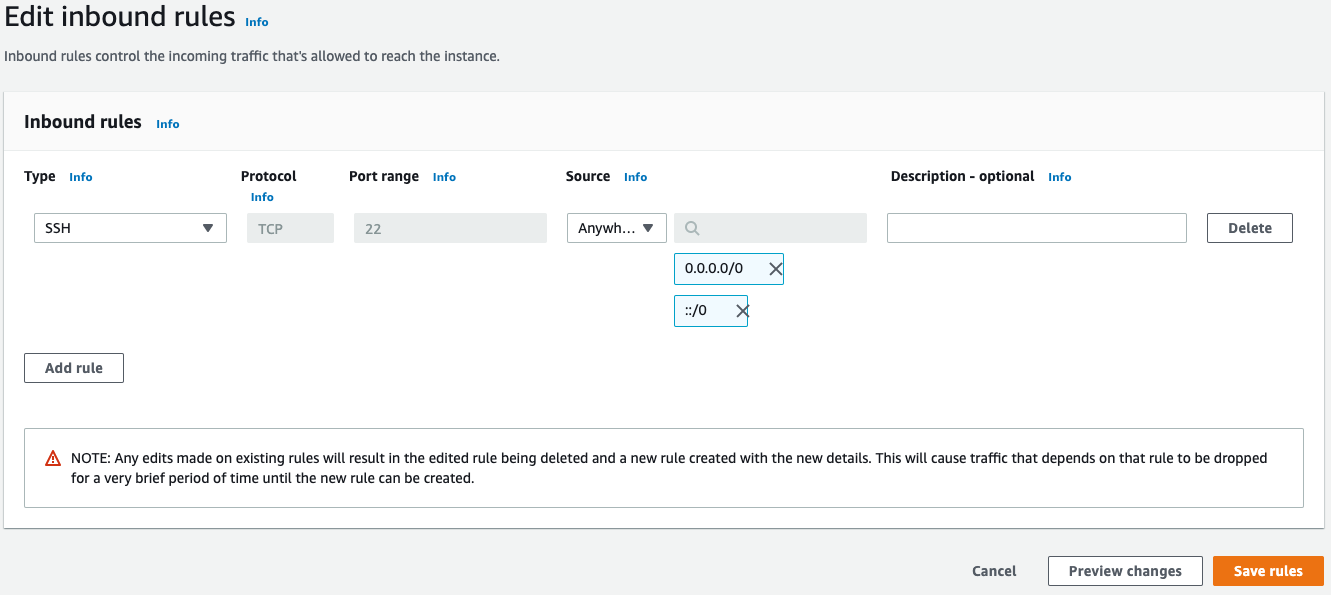 Edit inbound rules Info
Inbound rules control the incoming traffic that's allowed to reach the instance.
Inbound rules Info
Type Info Protocol Info Port range Info Source Info Description - optional Info
SSH TCP 22 Anywh... Delete
0.0.0.0/0
::/0
Add rule
NOTE: Any edits made on existing rules will result in the edited rule being deleted and a new rule created with the new details. This will cause traffic that depends on that rule to be dropped
for a very brief period of time until the new rule can be created.
Cancel Preview changes Save rules